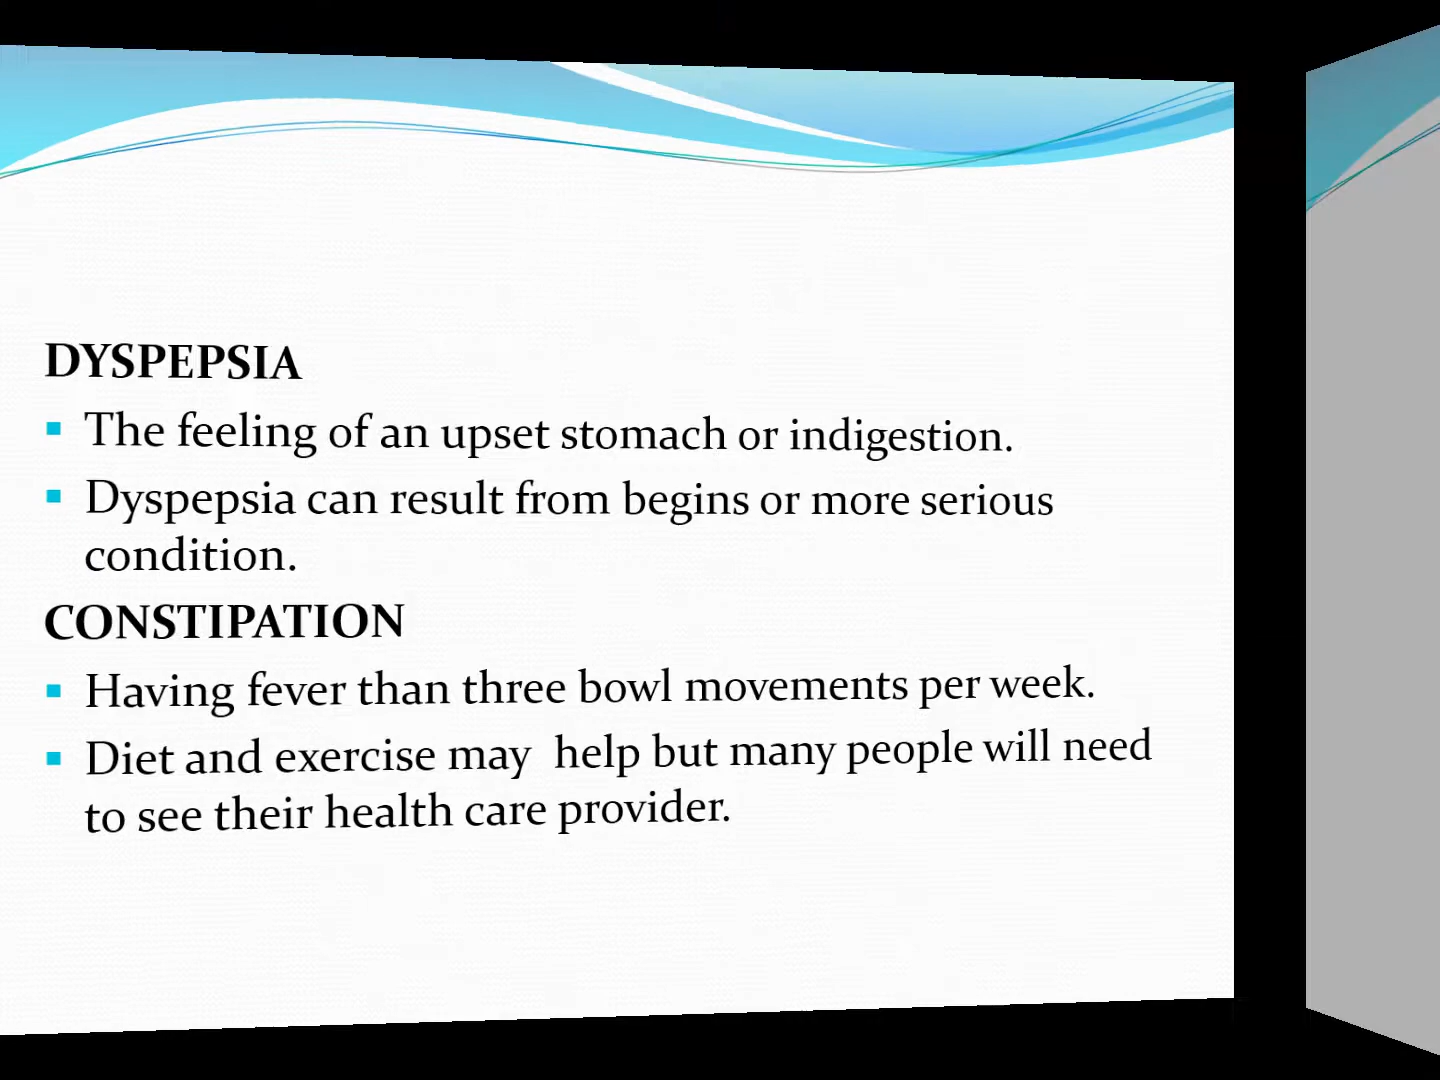 DYSPEPSIA
▪ The feeling of an upset stomach or indigestion.
▪ Dyspepsia can result from begins or more serious
condition.
CONSTIPATION
▪ Having fever than three bowl movements per week.
▪ Diet and exercise may  help but many people will need
to see their health care provider.